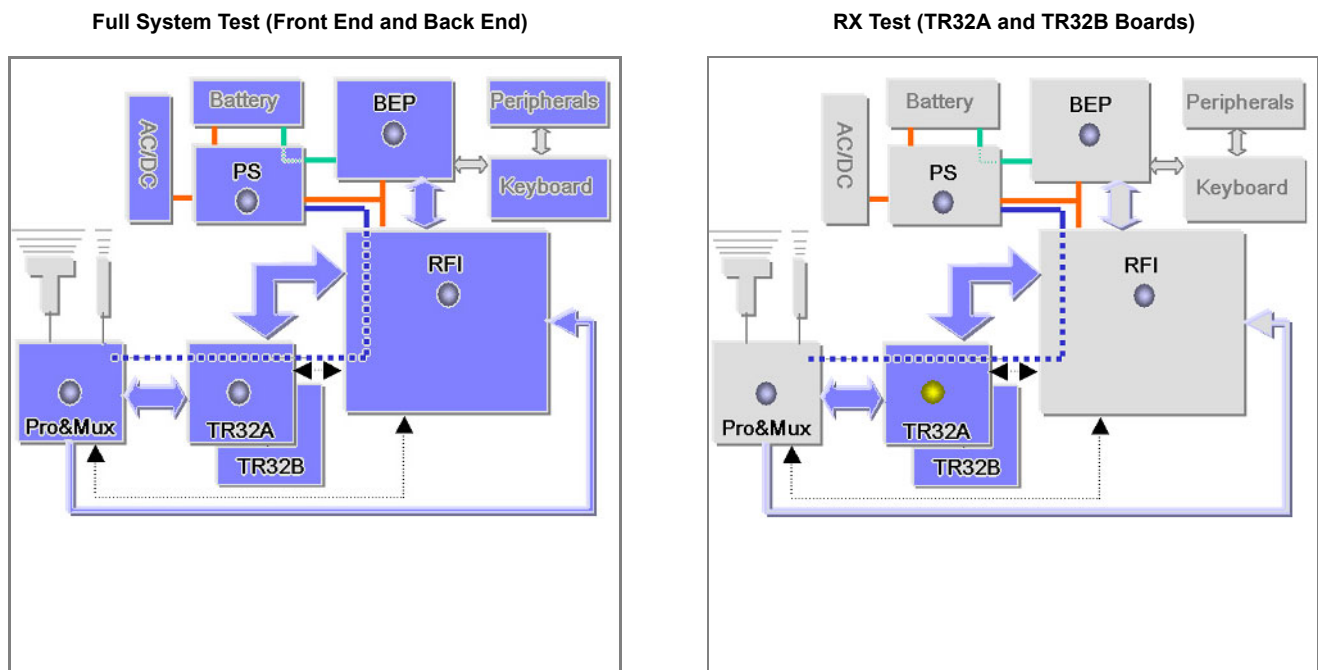 Full System Test (Front End and Back End)
Battery
BEP
Peripherals
AC/DC
PS
Keyboard
RFI
Pro&Mux
TR32A
TR32B
RX Test (TR32A and TR32B Boards)
Battery
BEP
Peripherals
AC/DC
PS
Keyboard
RFI
Pro&Mux
TR32A
TR32B